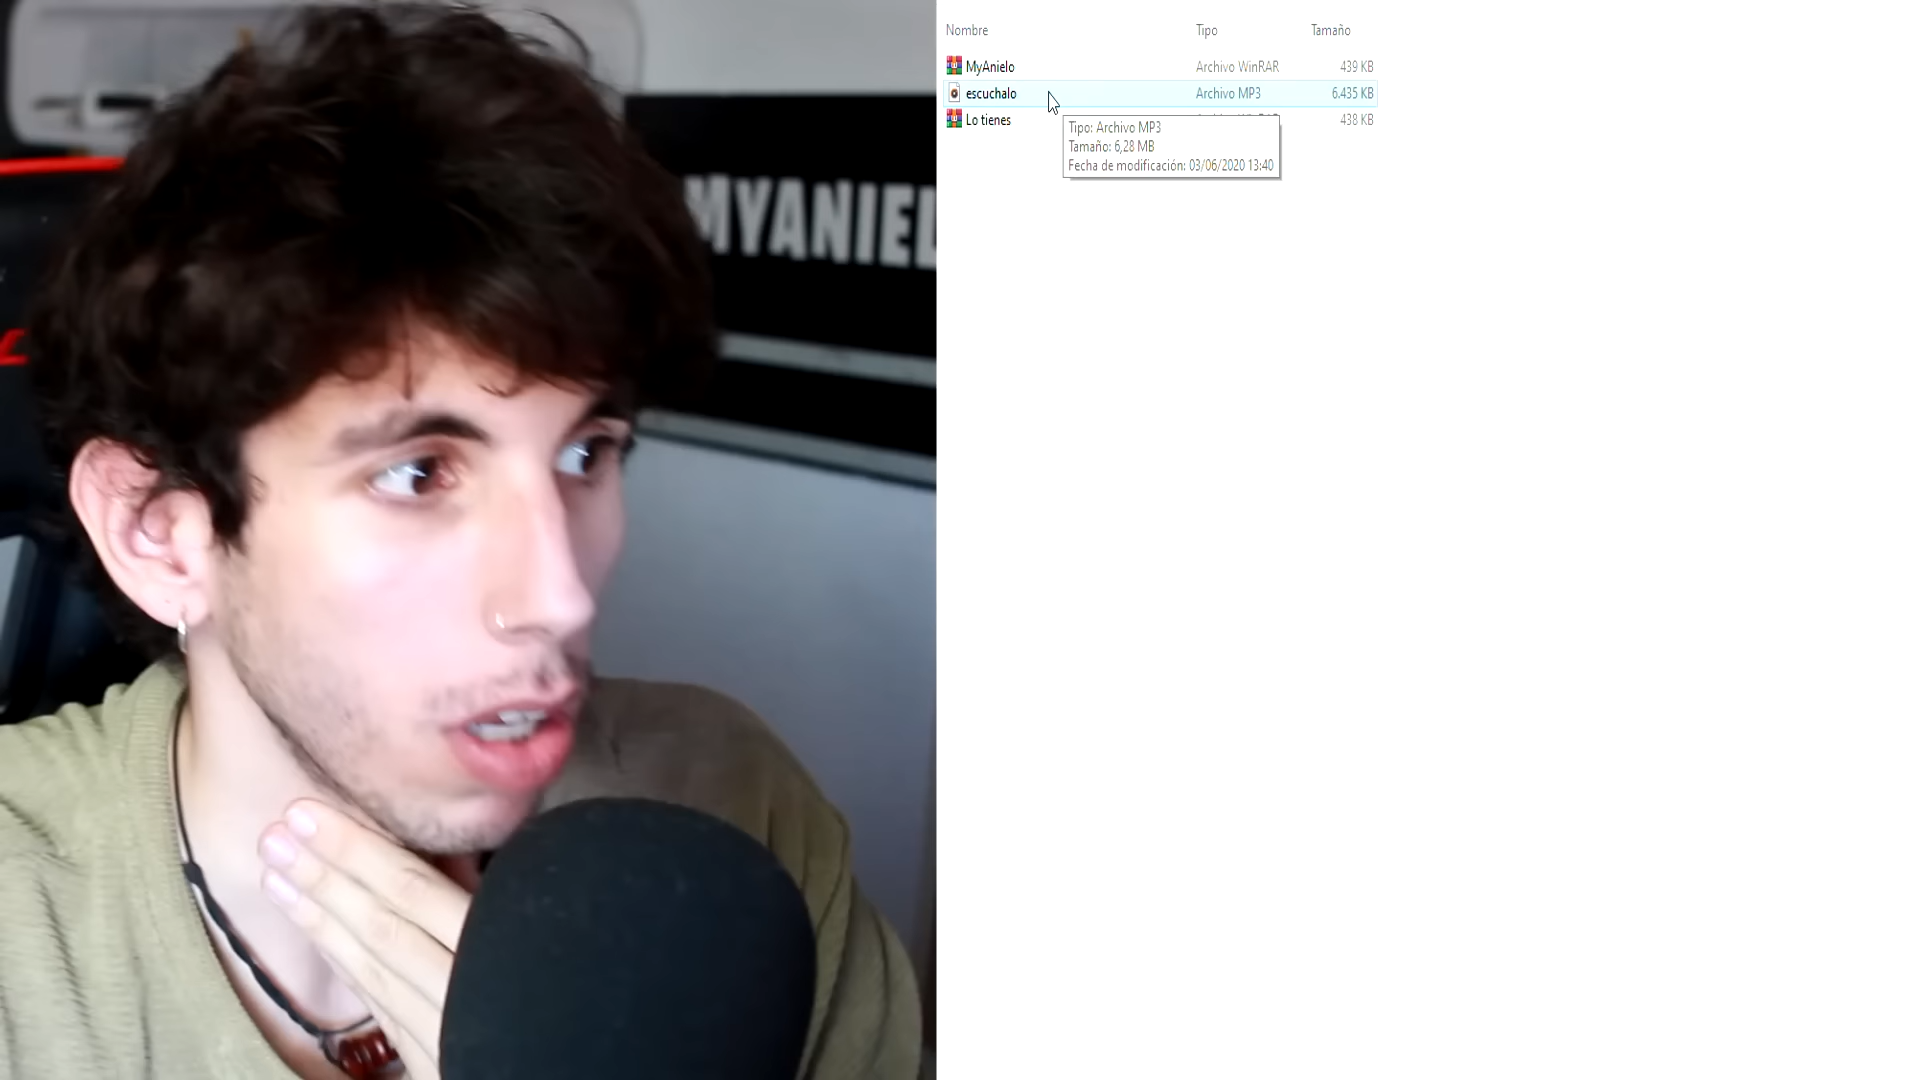 MYANIEL
Nombre Tipo Tamaño
MyAnielo Archivo WinRAR 439 KB
escuchalo Archivo MP3 6.435 KB
Lo tienes 438 KB
Tipo: Archivo MP3
Tamaño: 6,28 MB
Fecha de modificación: 03/06/2020 13:40